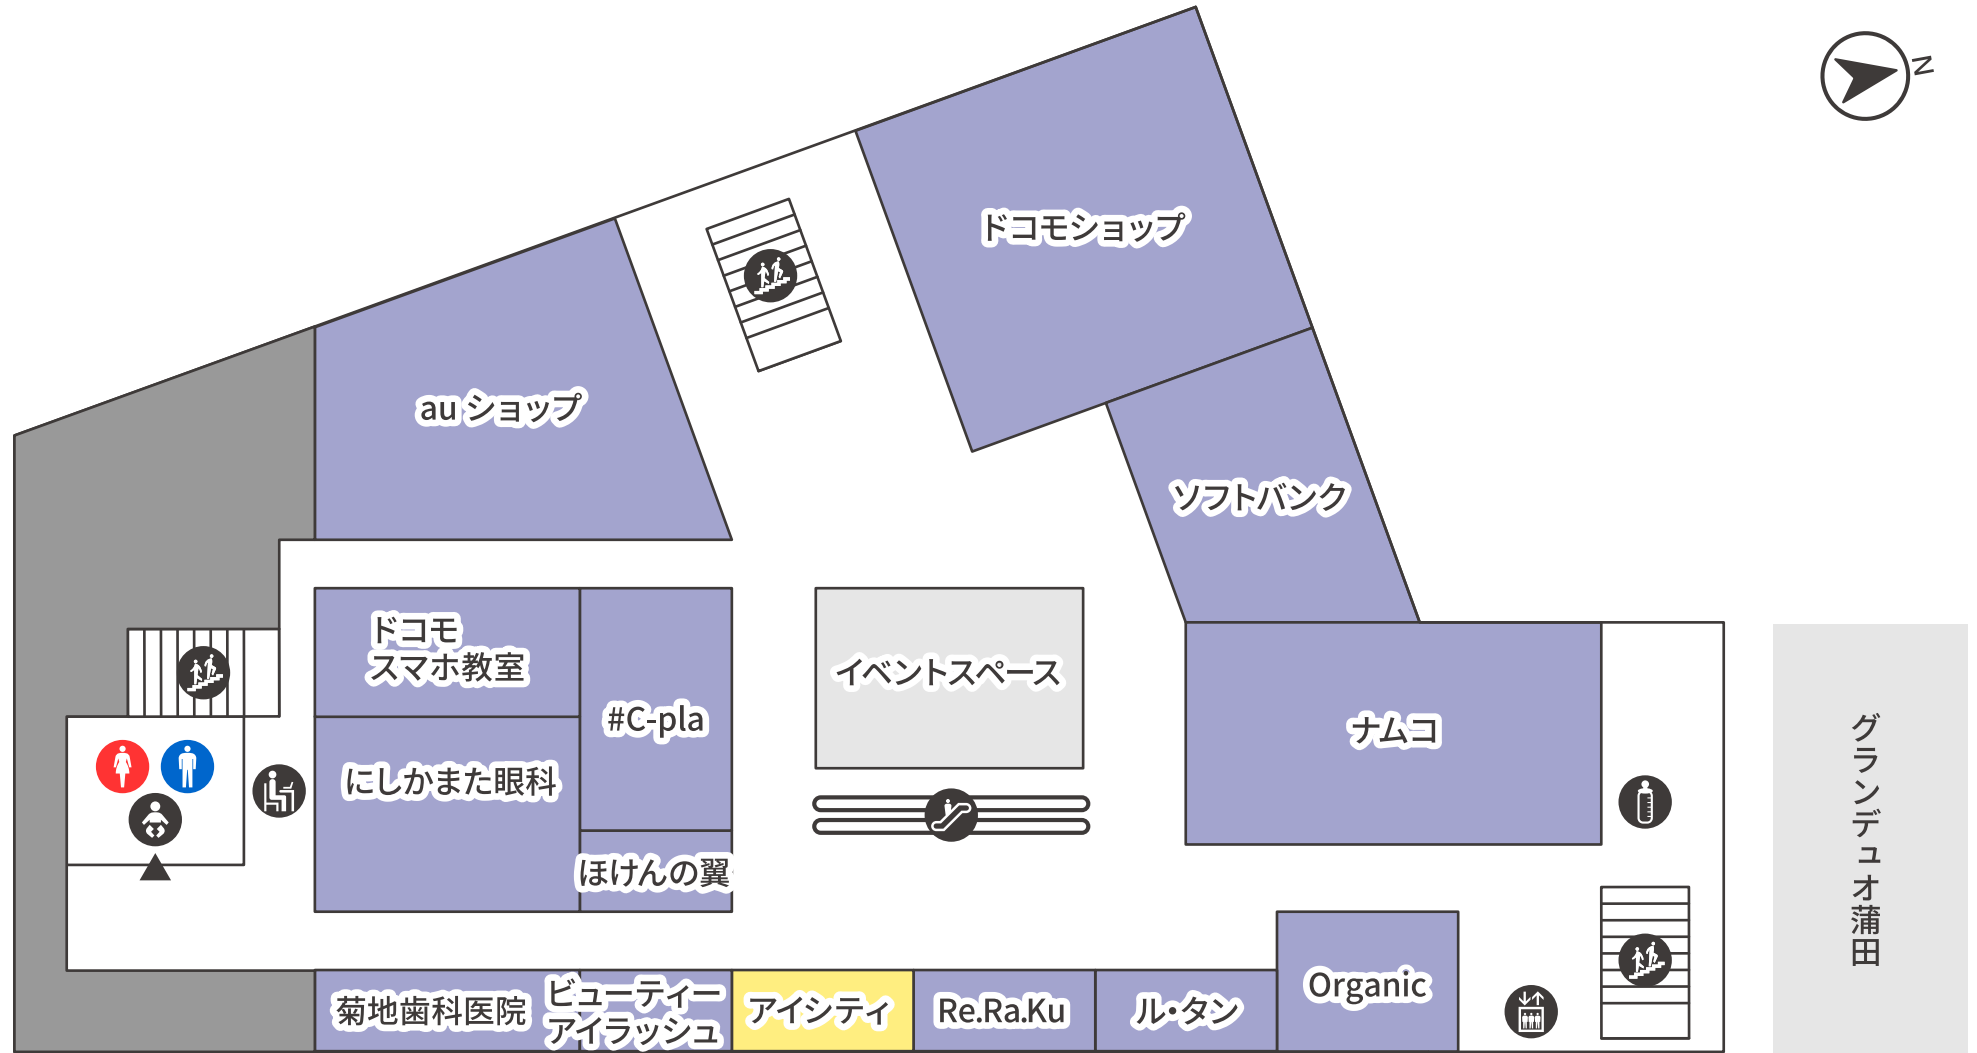 N
ドコモショップ
au ショップ
ソフトバンク
ドコモ
スマホ教室
#C-pla
イベントスペース
ナムコ
にしかまた眼科
ほけんの翼
グランデュオ蒲田
菊地歯科医院
ビューティー
アイラッシュ
アイシティ
Re.Ra.Ku
ル・タン
Organic